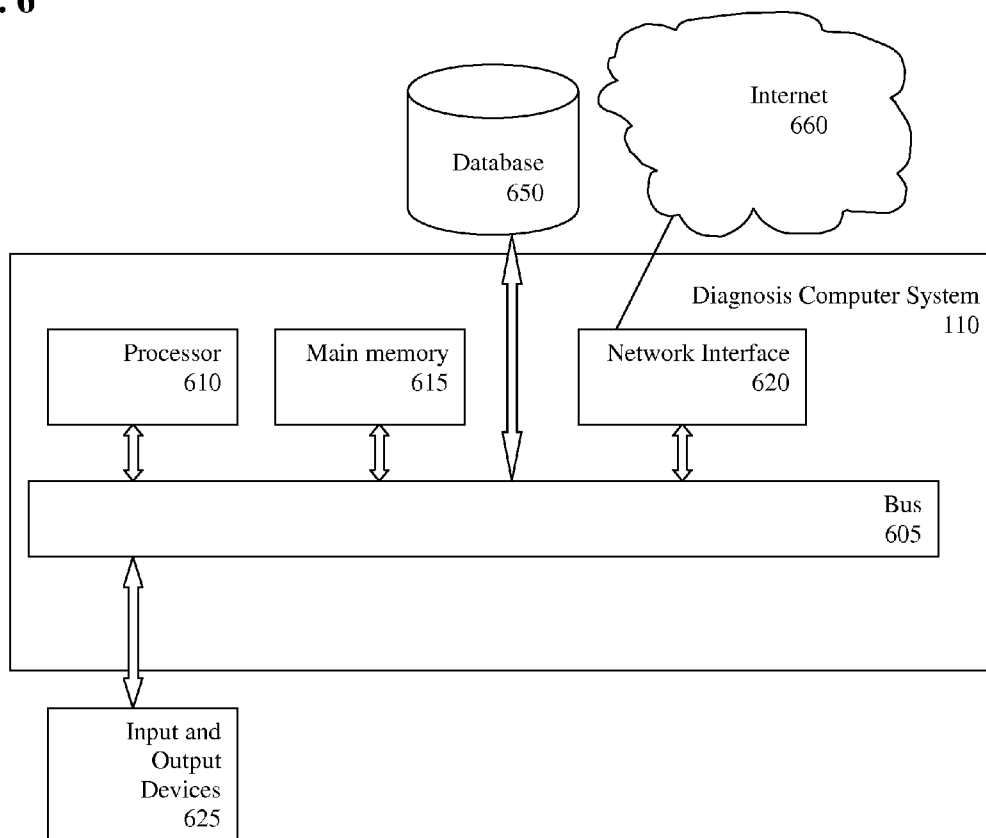 . 6
Internet
660
Database
650
Diagnosis Computer System
110
Processor
610
Main memory
615
Network Interface
620
Bus
605
Input and
Output
Devices
625